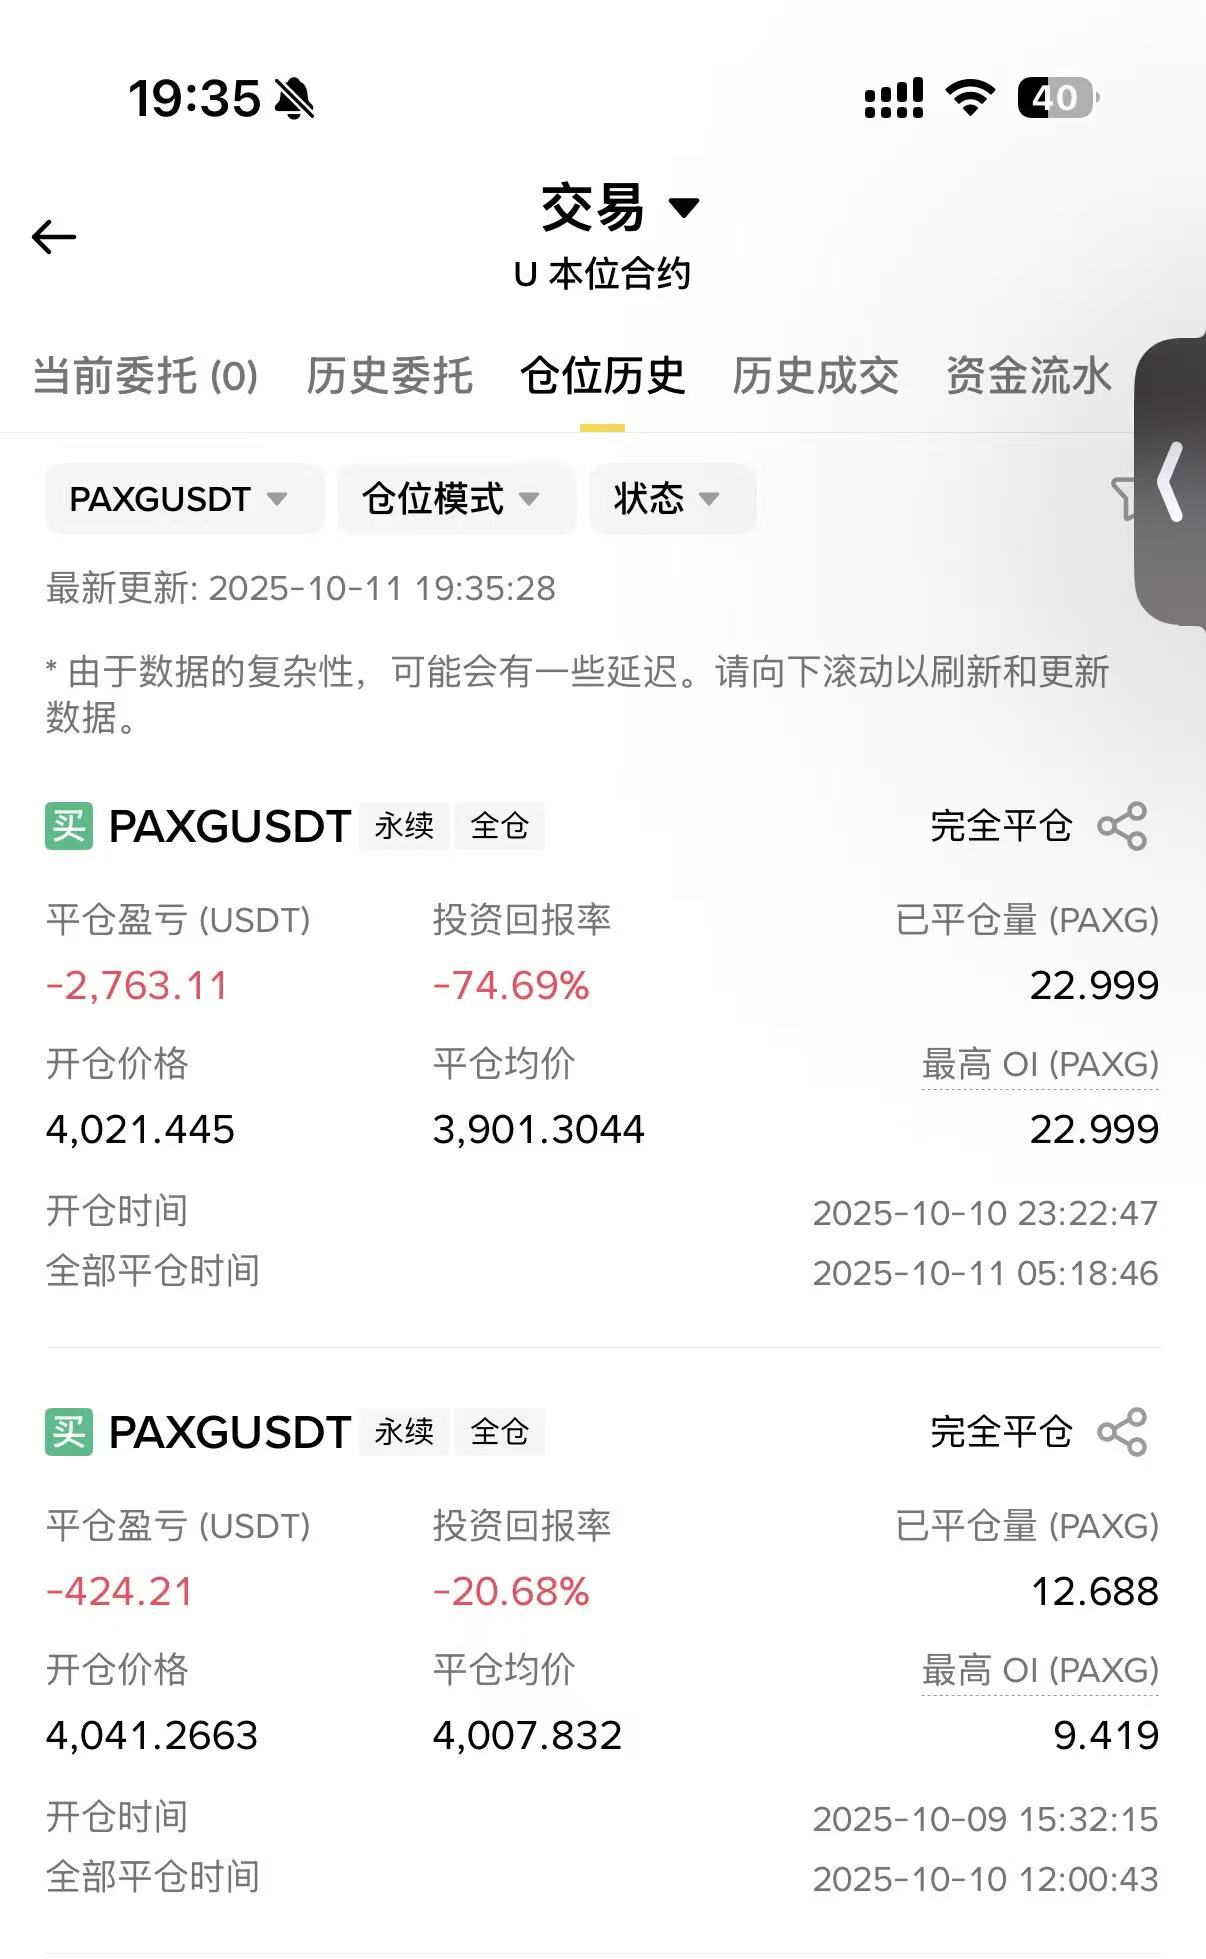 19:35
40
交易
U 本位合约
当前委托 (0) 历史委托 仓位历史 历史成交 资金流水
PAXGUSDT 仓位模式 状态
最新更新: 2025-10-11 19:35:28
* 由于数据的复杂性，可能会有一些延迟。请向下滚动以刷新和更新
数据。
买 PAXGUSDT 永续 全仓 完全平仓
平仓盈亏 (USDT) 投资回报率 已平仓量 (PAXG)
-2,763.11 -74.69% 22.999
开仓价格 平仓均价 最高 OI (PAXG)
4,021.445 3,901.3044 22.999
开仓时间 2025-10-10 23:22:47
全部平仓时间 2025-10-11 05:18:46
买 PAXGUSDT 永续 全仓 完全平仓
平仓盈亏 (USDT) 投资回报率 已平仓量 (PAXG)
-424.21 -20.68% 12.688
开仓价格 平仓均价 最高 OI (PAXG)
4,041.2663 4,007.832 9.419
开仓时间 2025-10-09 15:32:15
全部平仓时间 2025-10-10 12:00:43